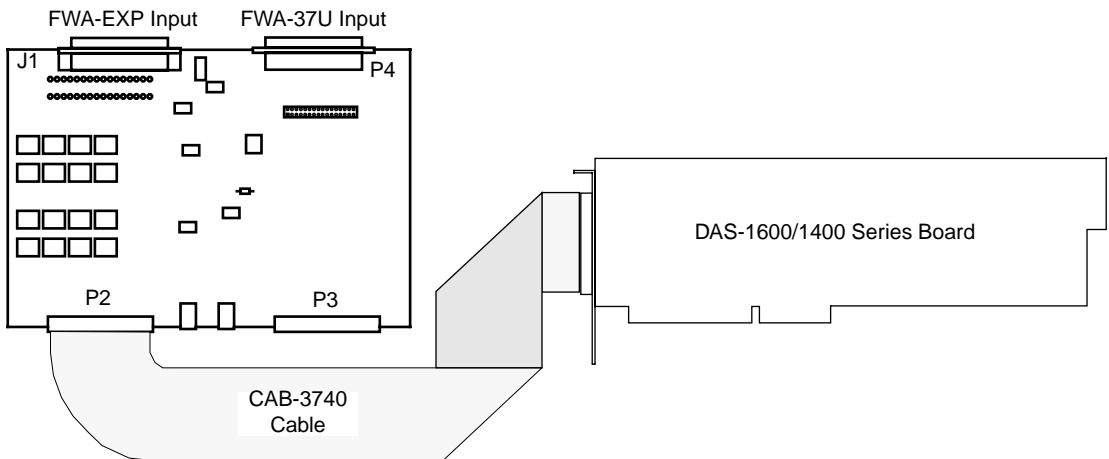 FWA-EXP Input
FWA-37U Input
J1
P4
DAS-1600/1400 Series Board
P2
P3
CAB-3740
Cable